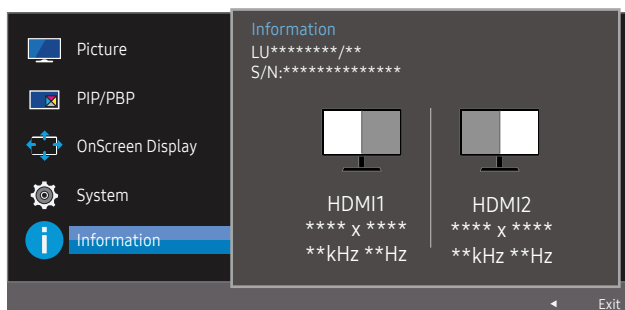 Picture
PIP/PBP
OnScreen Display
System
Information
Information
LU********/**
S/N:**************
HDMI1
**** x ****
**kHz **Hz
HDMI2
**** x ****
**kHz **Hz
Exit